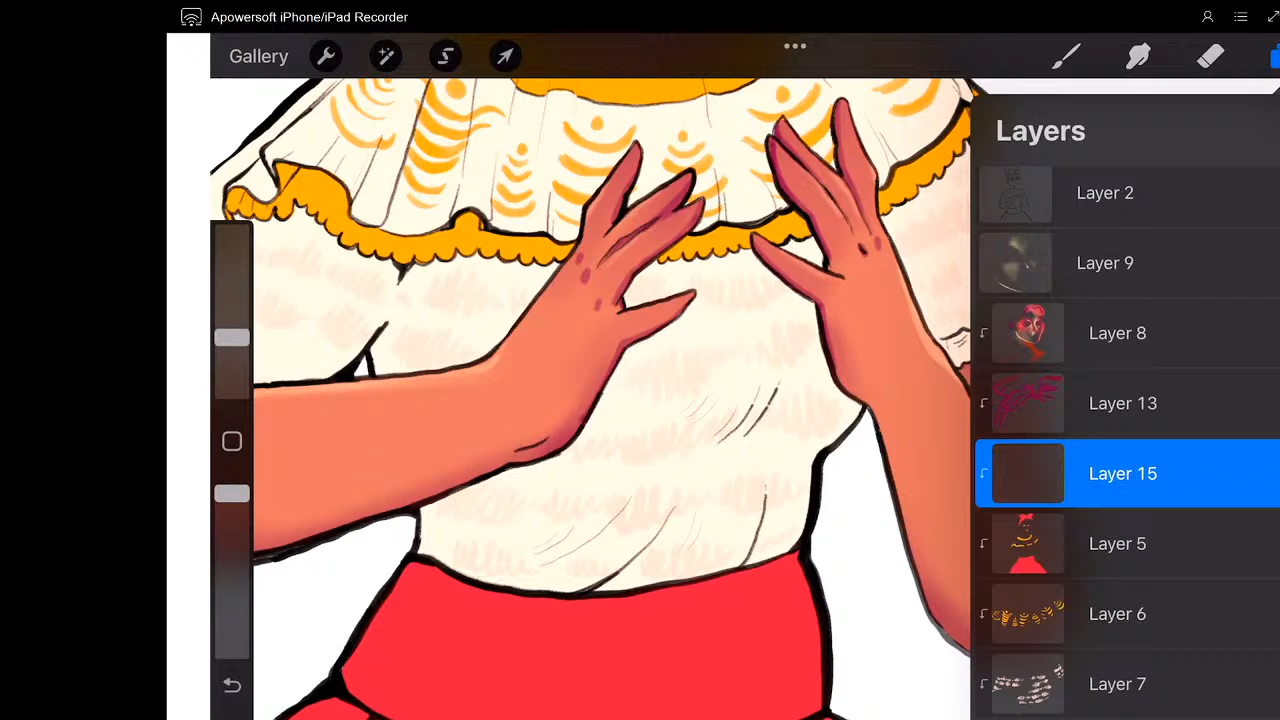 Apowersoft iPhone/iPad Recorder
Gallery
Layers
Layer 2
Layer 9
Layer 8
Layer 13
Layer 15
Layer 5
Layer 6
Layer 7